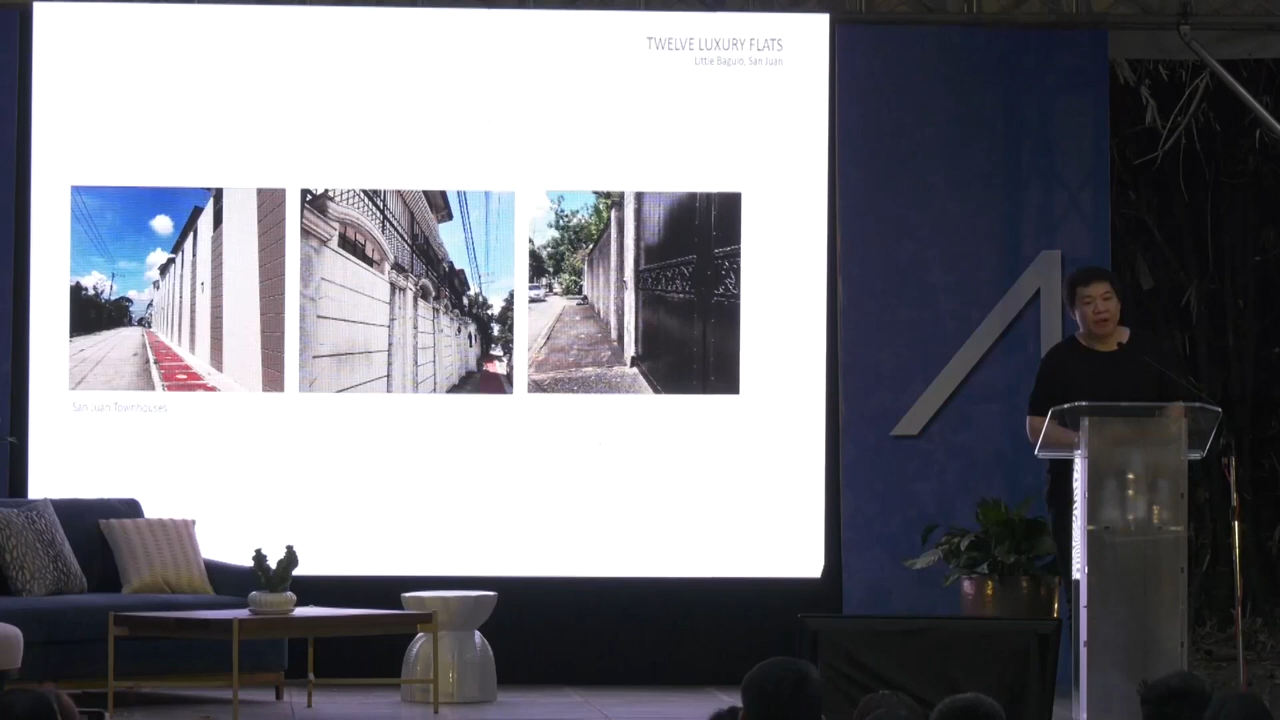 TWELVE LUXURY FLATS
Little Baguio, San Juan
San Juan Townhouses